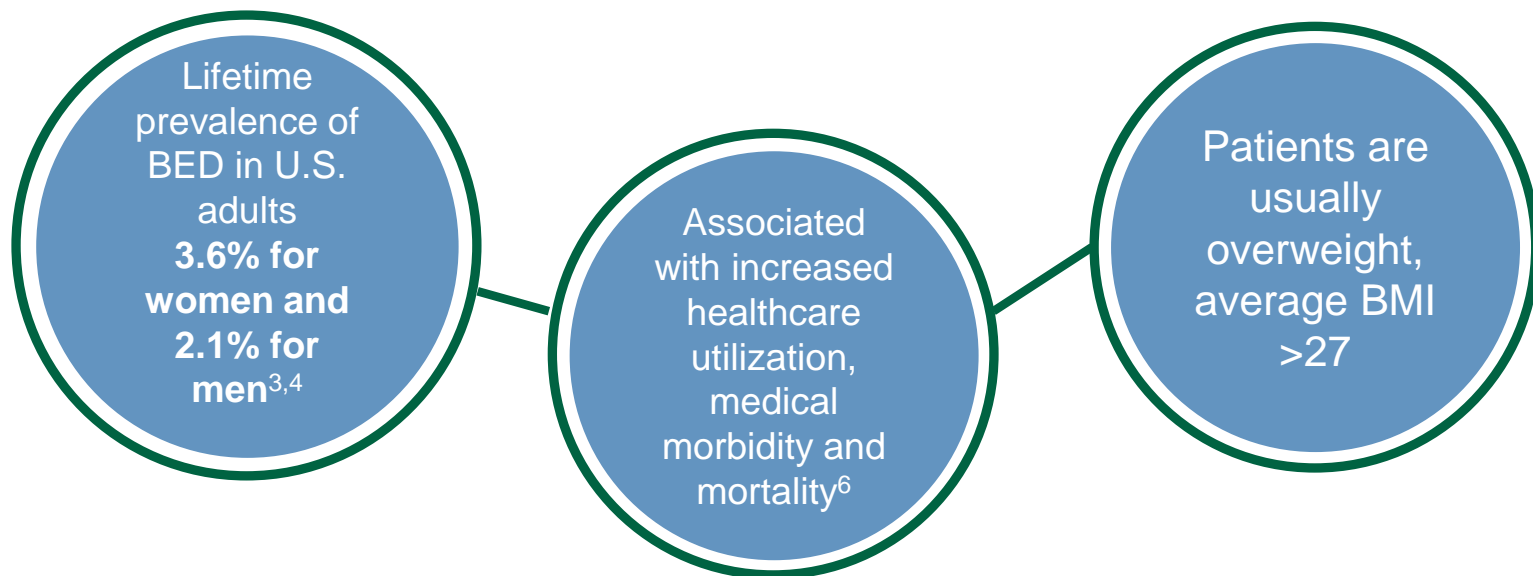 Lifetime
prevalence of
BED in U.S.
adults
3.6% for
women and
2.1% for
men3,4
Associated
with increased
healthcare
utilization,
medical
morbidity and
mortality6
Patients are
usually
overweight,
average BMI
>27